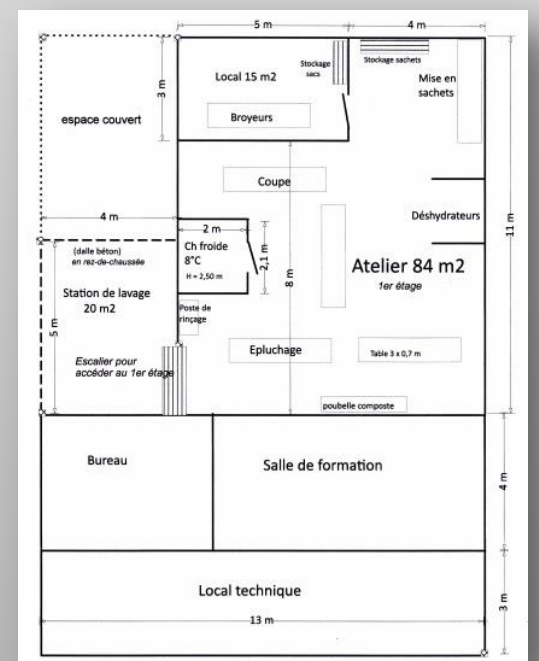 5 m
4 m
Stockage
sacs
Stockage sachets
Local 15 m2
Mise en
sachets
3 m
espace couvert
Broyeurs
Coupe
4 m
2 m
Déshydrateurs
11 m
(dalle béton)
en rez-de-chaussée
Ch froide
8°C
H = 2,50 m
2,1 m
8 m
Atelier 84 m2
1er étage
Station de lavage
20 m2
5 m
Poste de
rinçage
Escalier pour
accéder au 1er étage
Epluchage
Table 3 x 0,7 m
poubelle composte
Bureau
Salle de formation
4 m
Local technique
13 m
3 m